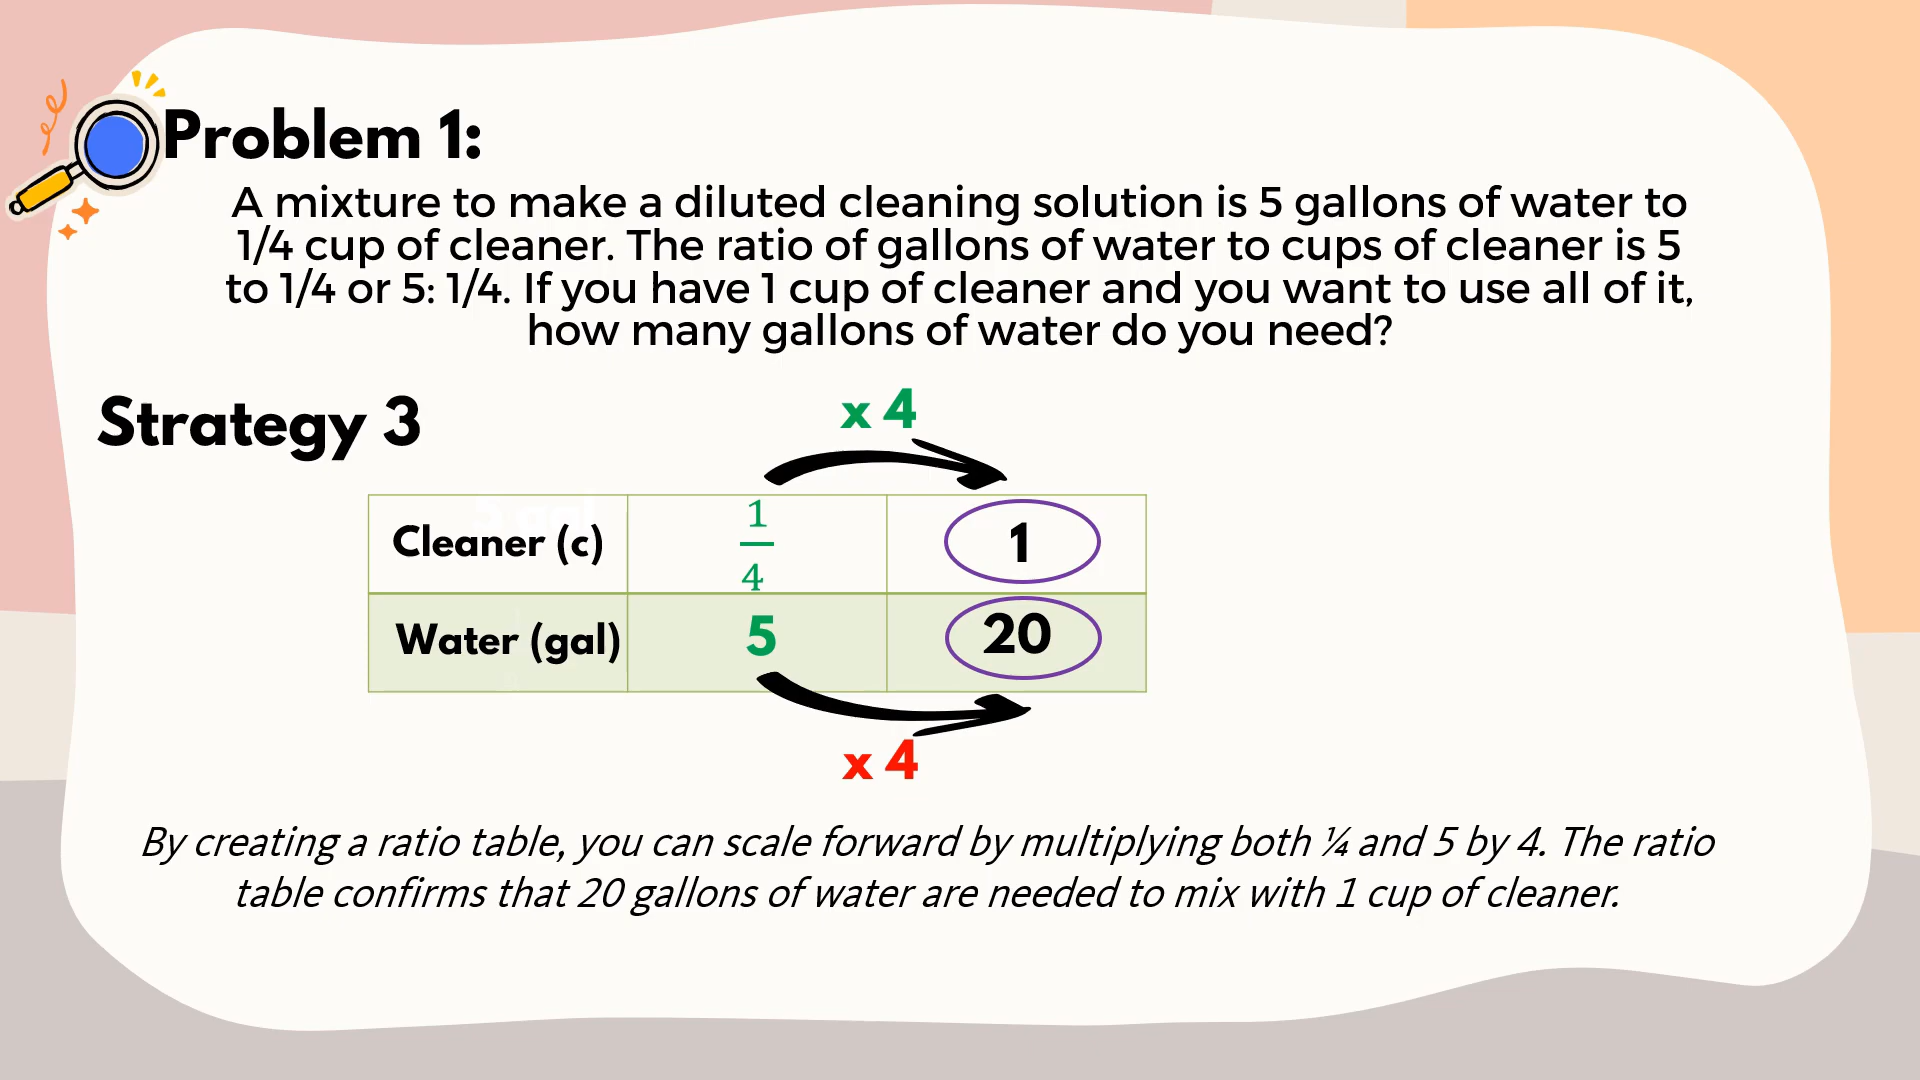 Problem 1:
A mixture to make a diluted cleaning solution is 5 gallons of water to
1/4 cup of cleaner. The ratio of gallons of water to cups of cleaner is 5
to 1/4 or 5: 1/4. If you have 1 cup of cleaner and you want to use all of it,
how many gallons of water do you need?
Strategy 3
x 4
5 gal
Cleaner (c) 1/4 1
Water (gal) 5 20
x 4
By creating a ratio table, you can scale forward by multiplying both ¼ and 5 by 4. The ratio
table confirms that 20 gallons of water are needed to mix with 1 cup of cleaner.